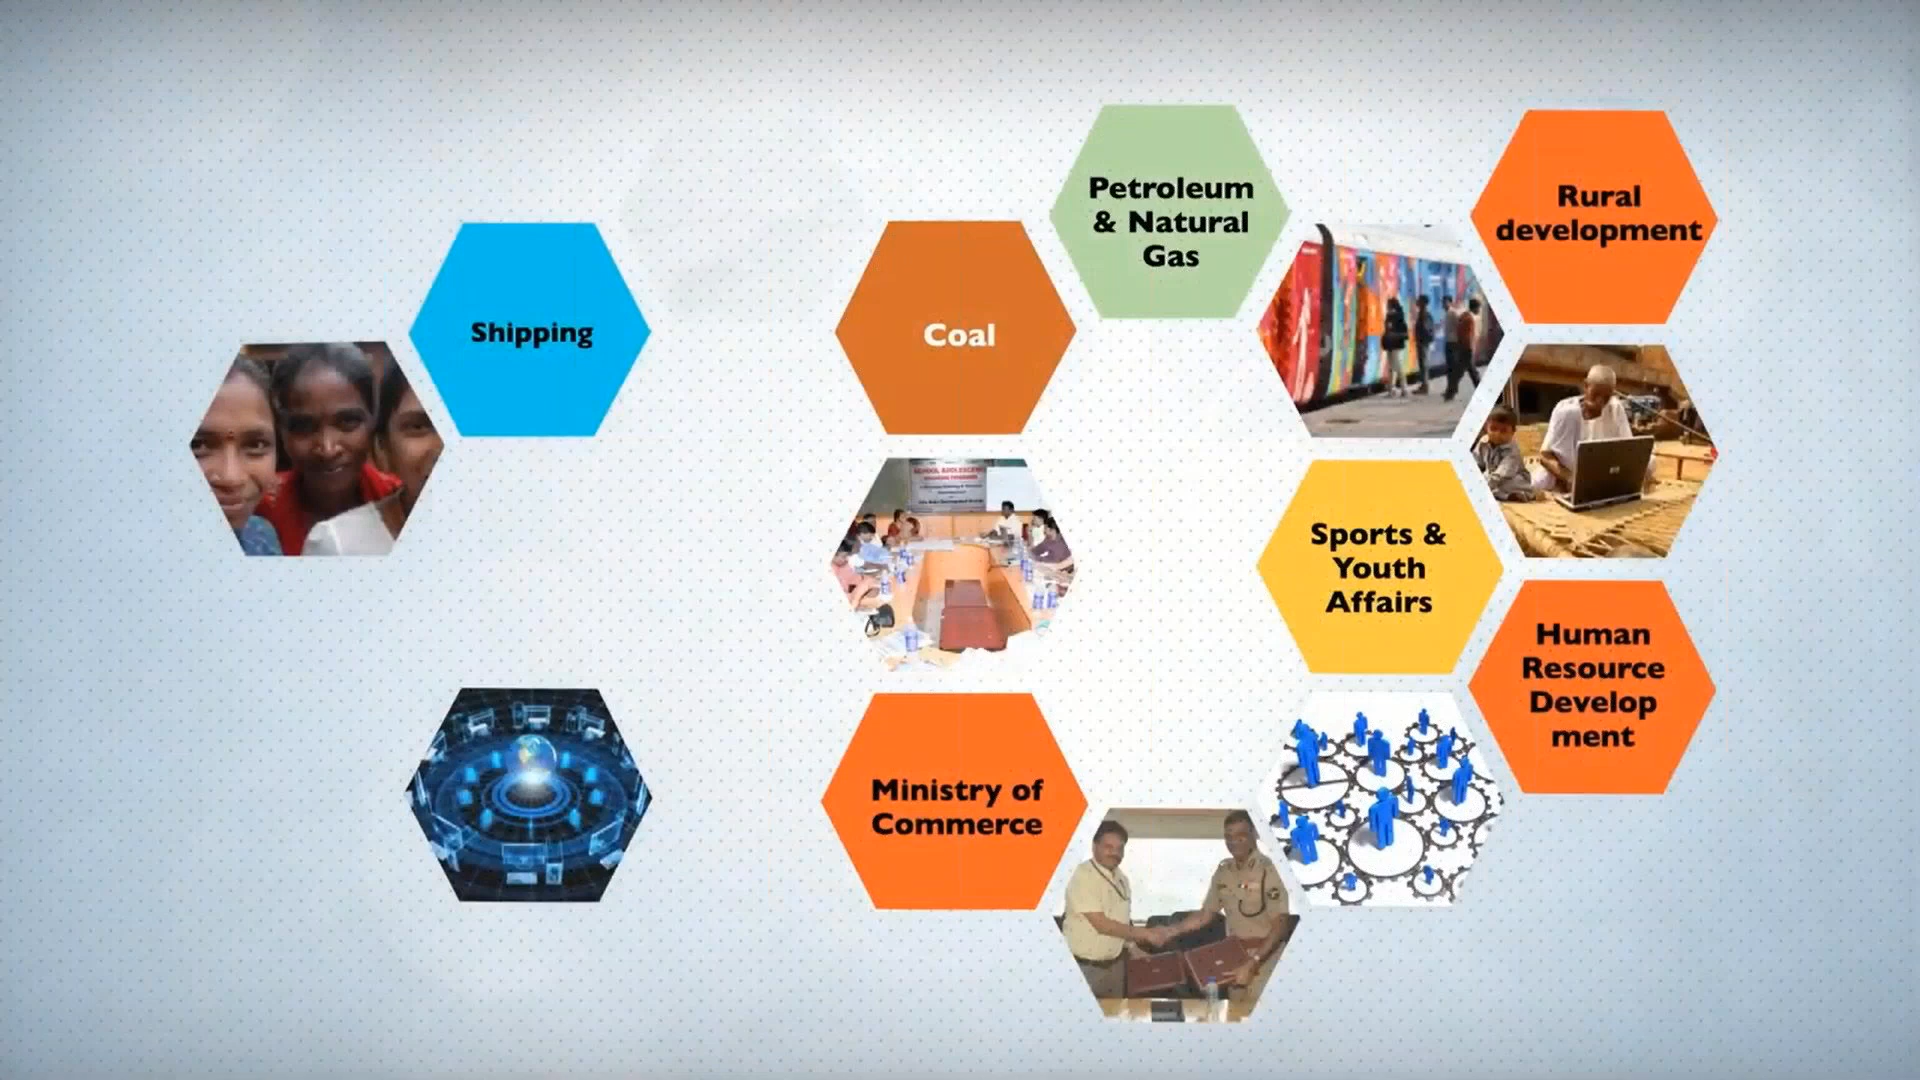 Petroleum
& Natural
Gas
Rural
development
Shipping
Coal
Sports &
Youth
Affairs
Human
Resource
Develop
ment
Ministry of
Commerce